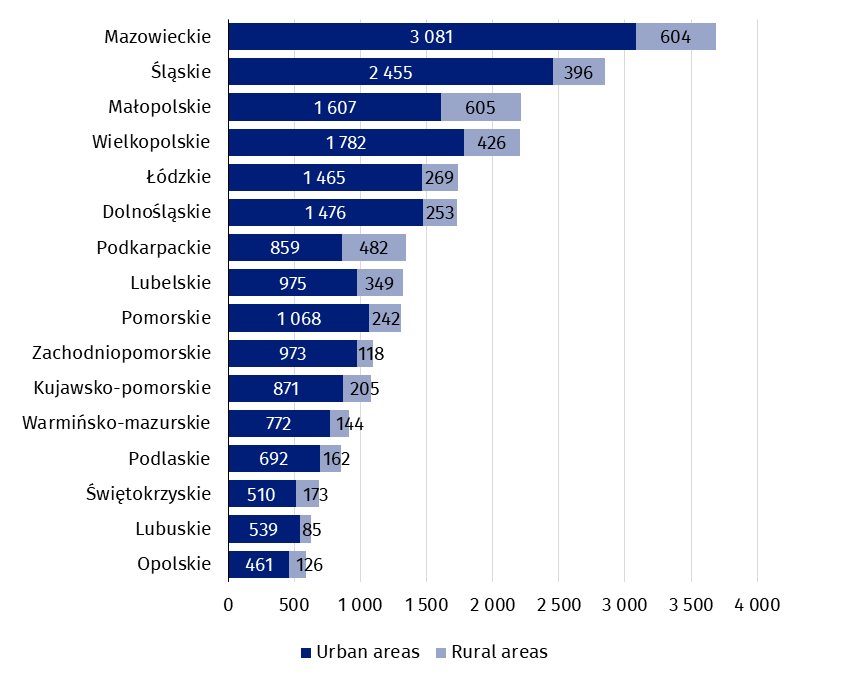 Mazowieckie 3 081 604
Śląskie 2 455 396
Małopolskie 1 607 605
Wielkopolskie 1 782 426
Łódzkie 1 465 269
Dolnośląskie 1 476 253
Podkarpackie 859 482
Lubelskie 975 349
Pomorskie 1 068 242
Zachodniopomorskie 973 118
Kujawsko-pomorskie 871 205
Warmińsko-mazurskie 772 144
Podlaskie 692 162
Świętokrzyskie 510 173
Lubuskie 539 85
Opolskie 461 126
0 500 1 000 1 500 2 000 2 500 3 000 3 500 4 000
Urban areas Rural areas